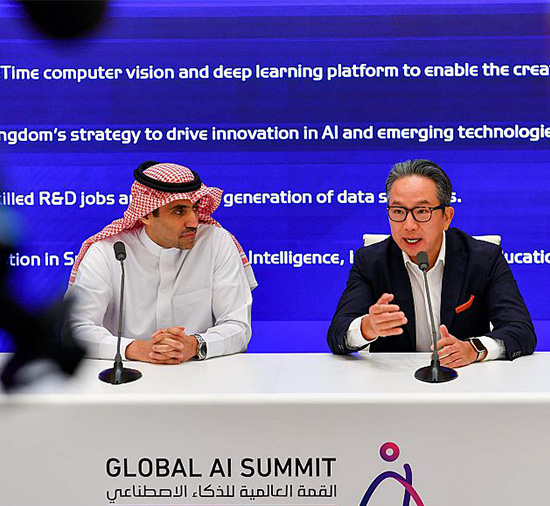 Time computer vision and deep learning platform to enable the crea
ngdom's strategy to drive innovation in AI and emerging technologie
illed R&D jobs a generation of data s s.
tion in S Intelligence, ducatio
GLOBAL AI SUMMIT
القمة العالمية للذكاء الاصطناعي